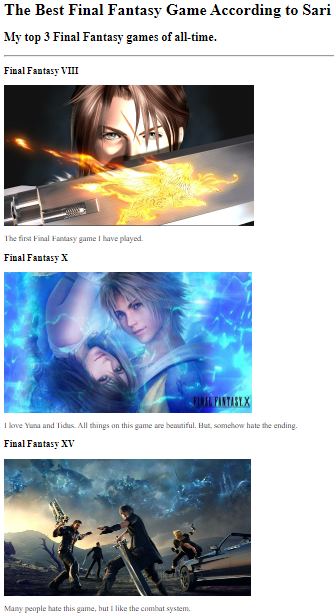 The Best Final Fantasy Game According to Sari
My top 3 Final Fantasy games of all-time.
Final Fantasy VIII
The first Final Fantasy game I have played.
Final Fantasy X
FINAL FANTASY X
I love Yuna and Tidus. All things on this game are beautiful. But, somehow hate the ending.
Final Fantasy XV
Many people hate this game, but I like the combat system.